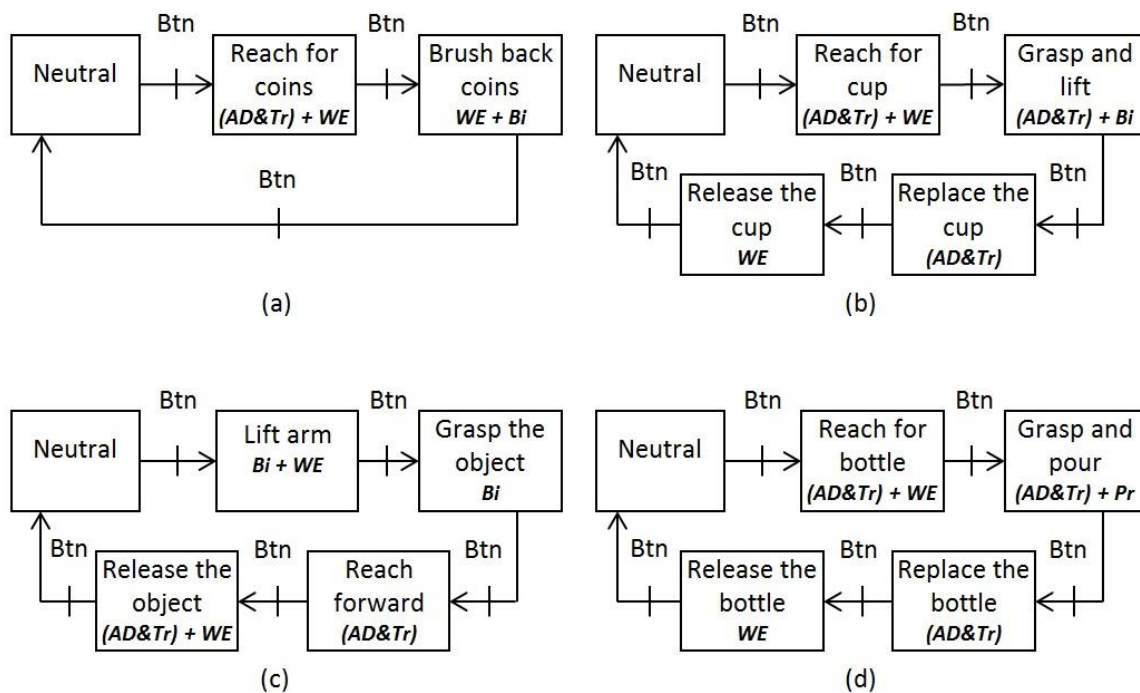 Btn
Btn
Neutral
Reach for
coins
(AD&Tr) + WE
Brush back
coins
WE + Bi
Btn
(a)
Btn
Btn
Neutral
Reach for
cup
(AD&Tr) + WE
Grasp and
lift
(AD&Tr) + Bi
Btn
Btn
Btn
Release the
cup
WE
Replace the
cup
(AD&Tr)
(b)
Btn
Btn
Neutral
Lift arm
Bi + WE
Grasp the
object
Bi
Btn
Btn
Btn
Release the
object
(AD&Tr) + WE
Reach
forward
(AD&Tr)
(c)
Btn
Btn
Neutral
Reach for
bottle
(AD&Tr) + WE
Grasp and
pour
(AD&Tr) + Pr
Btn
Btn
Btn
Release the
bottle
WE
Replace the
bottle
(AD&Tr)
(d)